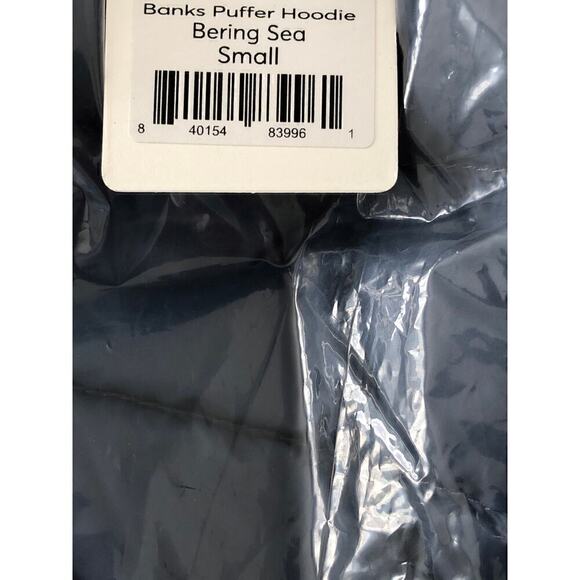 Banks Puffer Hoodie
Bering Sea
Small
8 40154 83996 1